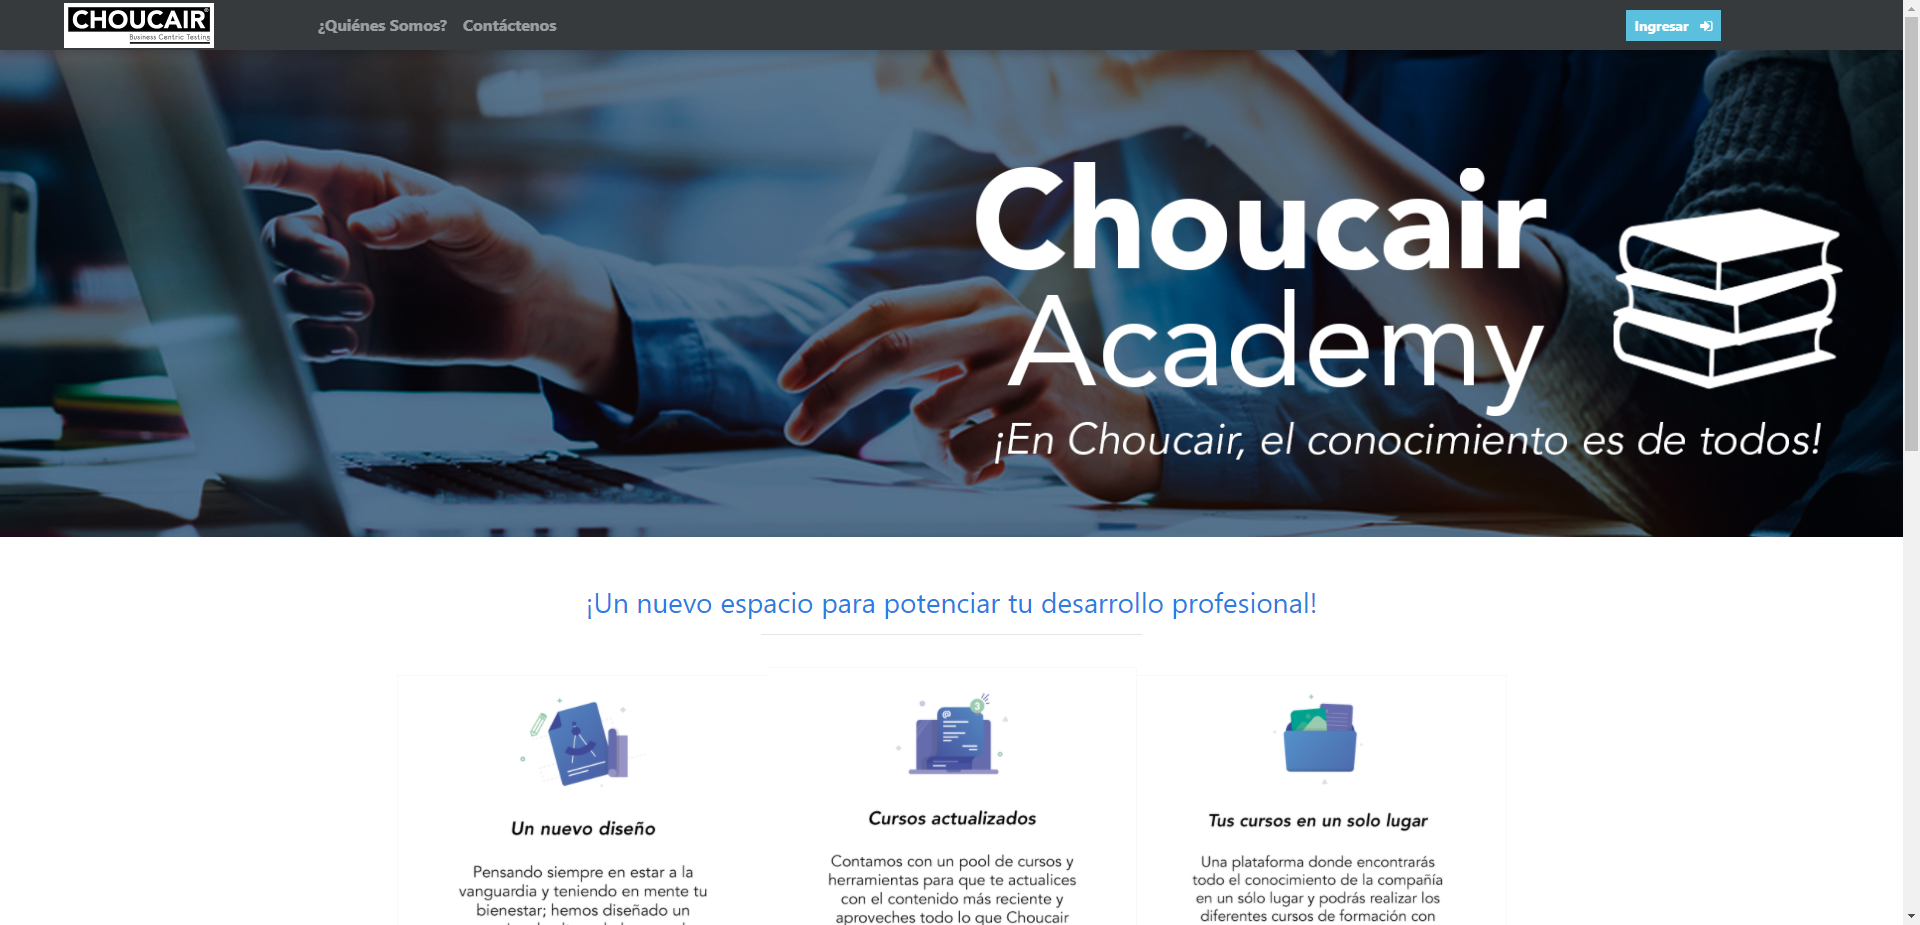 CHOUCAIR®
Business Centric Testing
¿Quiénes Somos?
Contáctenos
Ingresar
Choucair
Academy
¡En Choucair, el conocimiento es de todos!
¡Un nuevo espacio para potenciar tu desarrollo profesional!
3
@
Un nuevo diseño
Pensando siempre en estar a la
vanguardia y teniendo en mente tu
bienestar; hemos diseñado un
Cursos actualizados
Contamos con un pool de cursos y
herramientas para que te actualices
con el contenido más reciente y
aproveches todo lo que Choucair
Tus cursos en un solo lugar
Una plataforma donde encontrarás
todo el conocimiento de la compañía
en un sólo lugar y podrás realizar los
diferentes cursos de formación con